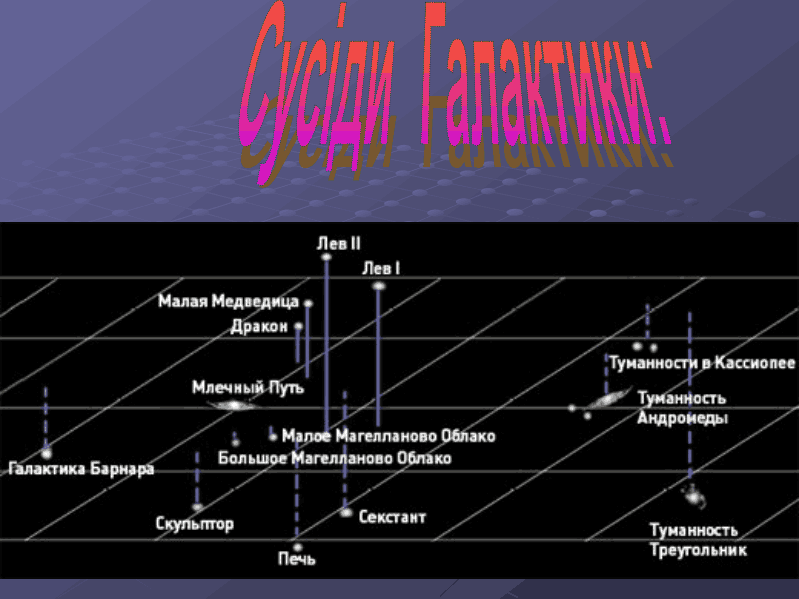 Сусіди Галактики:
Лев II
Лев I
Малая Медведица
Дракон
Туманности в Кассиопее
Млечный Путь
Туманность
Андромеды
Малое Магелланово Облако
Большое Магелланово Облако
Галактика Барнара
Скульптор
Секстант
Туманность
Треугольник
Печь